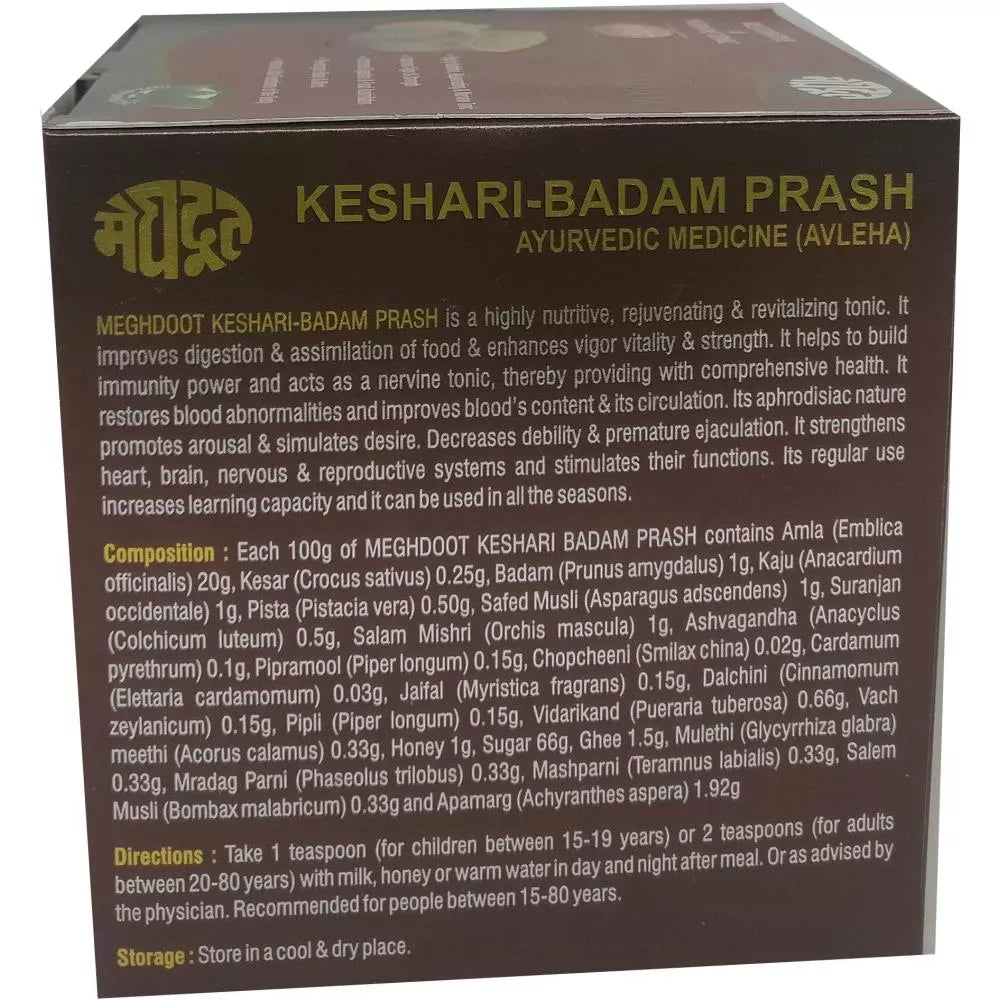 मेघदूत
मेघदूत
KESHARI-BADAM PRASH
AYURVEDIC MEDICINE (AVLEHA)
MEGHDOOT KESHARI-BADAM PRASH is a highly nutritive, rejuvenating & revitalizing tonic. It
improves digestion & assimilation of food & enhances vigor vitality & strength. It helps to build
immunity power and acts as a nervine tonic, thereby providing with comprehensive health. It
restores blood abnormalities and improves blood's content & its circulation. Its aphrodisiac nature
promotes arousal & simulates desire. Decreases debility & premature ejaculation. It strengthens
heart, brain, nervous & reproductive systems and stimulates their functions. Its regular use
increases learning capacity and it can be used in all the seasons.
Composition : Each 100g of MEGHDOOT KESHARI BADAM PRASH contains Amla (Emblica
officinalis) 20g, Kesar (Crocus sativus) 0.25g, Badam (Prunus amygdalus) 1g, Kaju (Anacardium
occidentale) 1g, Pista (Pistacia vera) 0.50g, Safed Musli (Asparagus adscendens) 1g, Suranjan
(Colchicum luteum) 0.5g, Salam Mishri (Orchis mascula) 1g, Ashvagandha (Anacyclus
pyrethrum) 0.1g, Pipramool (Piper longum) 0.15g, Chopcheeni (Smilax china) 0.02g, Cardamum
(Elettaria cardamomum) 0.03g, Jaifal (Myristica fragrans) 0.15g, Dalchini (Cinnamomum
zeylanicum) 0.15g, Pipli (Piper longum) 0.15g, Vidarikand (Pueraria tuberosa) 0.66g, Vach
meethi (Acorus calamus) 0.33g, Honey 1g, Sugar 66g, Ghee 1.5g, Mulethi (Glycyrrhiza glabra)
0.33g, Mradag Parni (Phaseolus trilobus) 0.33g, Mashparni (Teramnus labialis) 0.33g, Salem
Musli (Bombax malabricum) 0.33g and Apamarg (Achyranthes aspera) 1.92g
Directions : Take 1 teaspoon (for children between 15-19 years) or 2 teaspoons (for adults
between 20-80 years) with milk, honey or warm water in day and night after meal. Or as advised by
the physician. Recommended for people between 15-80 years.
Storage : Store in a cool & dry place.